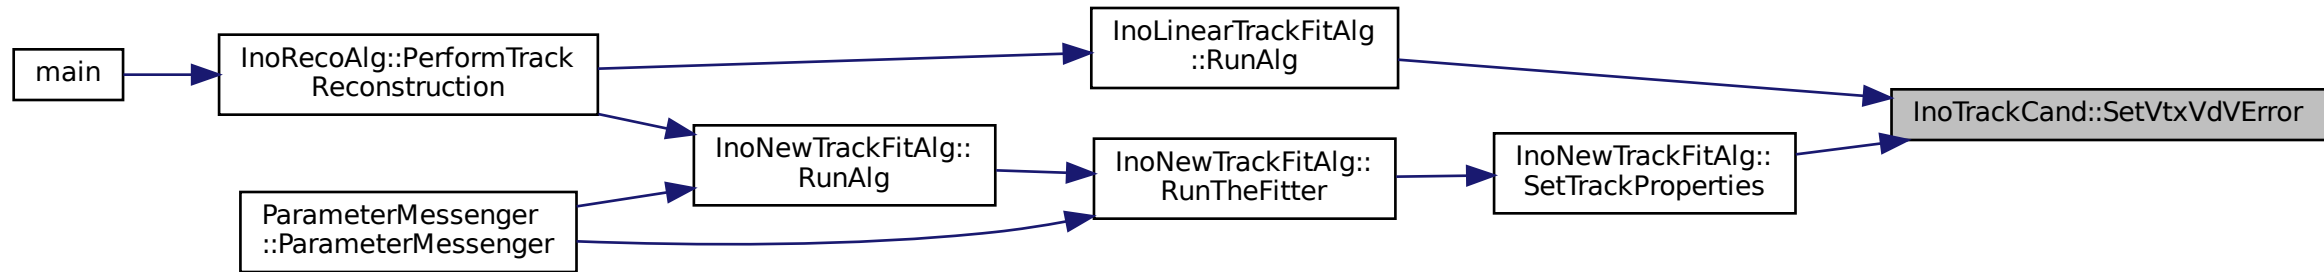 main
InoRecoAlg::PerformTrack
Reconstruction
InoLinearTrackFitAlg
::RunAlg
InoNewTrackFitAlg::
RunAlg
ParameterMessenger
::ParameterMessenger
InoNewTrackFitAlg::
RunTheFitter
InoNewTrackFitAlg::
SetTrackProperties
InoTrackCand::SetVtxVdVError